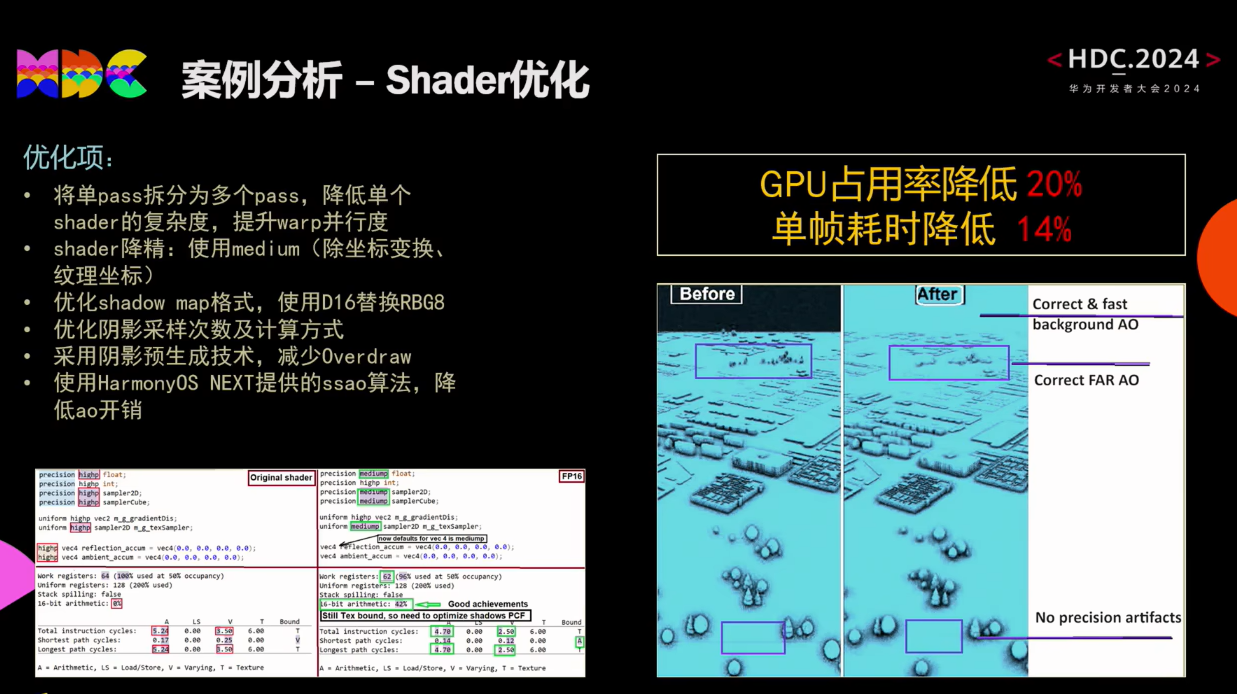 HDC
案例分析 – Shader优化
<HDC.2024>
华为开发者大会2024
优化项：
• 将单pass拆分为多个pass，降低单个
shader的复杂度，提升warp并行度
• shader降精：使用medium（除坐标变换、
纹理坐标）
• 优化shadow map格式，使用D16替换RBG8
• 优化阴影采样次数及计算方式
• 采用阴影预生成技术，减少Overdraw
• 使用HarmonyOS NEXT提供的ssao算法，降
低ao开销
GPU占用率降低 20%
单帧耗时降低 14%
Before
After
Correct & fast
background AO
Correct FAR AO
No precision artifacts
Original shader
precision highp float;
precision highp int;
precision highp sampler2D;
precision highp samplerCube;
uniform highp vec2 m_g_gradientDis;
uniform highp sampler2D m_g_texSampler;
highp vec4 reflection_accum = vec4(0.0, 0.0, 0.0, 0.0);
highp vec4 ambient_accum = vec4(0.0, 0.0, 0.0, 0.0);
Work registers: 64 (100% used at 50% occupancy)
Uniform registers: 128 (200% used)
Stack spilling: false
16-bit arithmetic: 0%
A LS V T Bound
Total instruction cycles: 5.24 0.00 3.50 6.00 T
Shortest path cycles: 0.17 0.00 0.25 0.00 V
Longest path cycles: 5.24 0.00 3.50 6.00 T
A = Arithmetic, LS = Load/Store, V = Varying, T = Texture
FP16
precision mediump float;
precision highp int;
precision mediump sampler2D;
precision mediump samplerCube;
uniform highp vec2 m_g_gradientDis;
uniform mediump sampler2D m_g_texSampler;
now defaults for vec 4 is mediump
vec4 reflection_accum = vec4(0.0, 0.0, 0.0, 0.0);
vec4 ambient_accum = vec4(0.0, 0.0, 0.0, 0.0);
Work registers: 62 (96% used at 50% occupancy)
Uniform registers: 128 (200% used)
Stack spilling: false
16-bit arithmetic: 42% Good achievements
Still Tex bound, so need to optimize shadows PCF
A LS V T Bound
Total instruction cycles: 4.70 0.00 2.50 6.00 T
Shortest path cycles: 0.14 0.00 0.12 0.00 A
Longest path cycles: 4.70 0.00 2.50 6.00 T
A = Arithmetic, LS = Load/Store, V = Varying, T = Texture